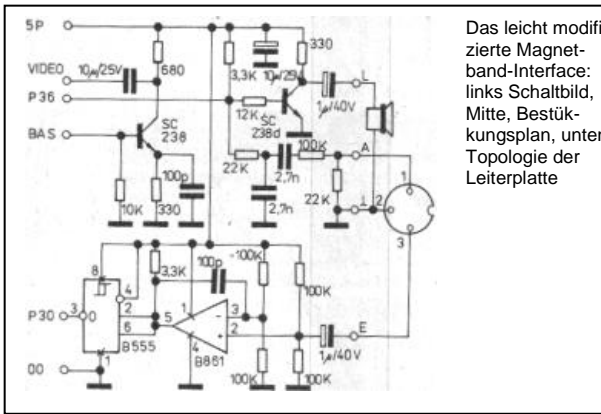 5P
330
3,3K
10µ/25V
10µ/25V
VIDEO
680
L
P36
1µ/40V
12K
SC
238
SC
238d
BAS
100K
A
22K
2,7n
100p
22K
1
10K
330
2,7n
2
3
8
4
3,3K
100p
-100K
100K
P30
3
0
2
6
5
1
3
2
-
+
4
E
B555
B861
1
1µ/40V
00
100K
100K
Das leicht modifi
zierte Magnet-
band-Interface:
links Schaltbild,
Mitte, Bestük-
kungsplan, unter
Topologie der
Leiterplatte